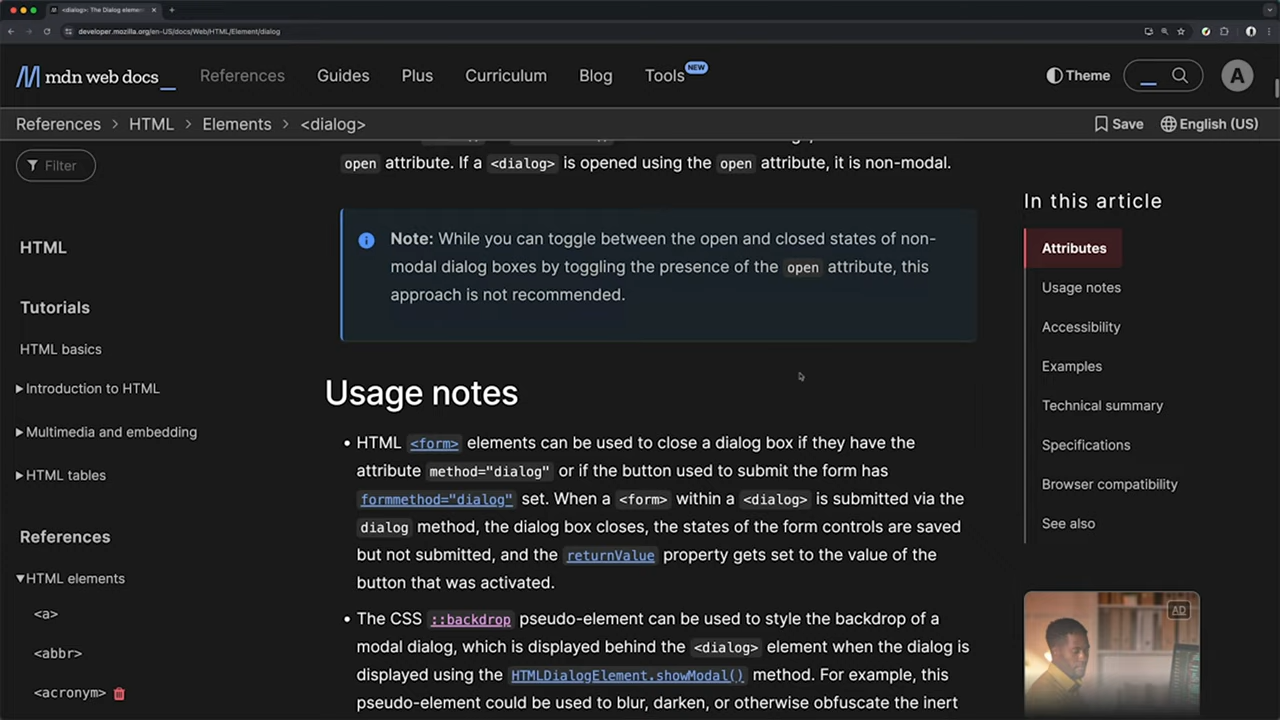 <dialog>: The Dialog elemen
developer.mozilla.org/en-US/docs/Web/HTML/Element/dialog
mdn web docs
References
Guides
Plus
Curriculum
Blog
Tools
NEW
Theme
A
References > HTML > Elements > <dialog>
Save
English (US)
Filter
HTML
Tutorials
HTML basics
Introduction to HTML
Multimedia and embedding
HTML tables
References
HTML elements
<a>
<abbr>
<acronym>
open attribute. If a <dialog> is opened using the open attribute, it is non-modal.
Note: While you can toggle between the open and closed states of non-
modal dialog boxes by toggling the presence of the open attribute, this
approach is not recommended.
Usage notes
• HTML <form> elements can be used to close a dialog box if they have the
attribute method="dialog" or if the button used to submit the form has
formmethod="dialog" set. When a <form> within a <dialog> is submitted via the
dialog method, the dialog box closes, the states of the form controls are saved
but not submitted, and the returnValue property gets set to the value of the
button that was activated.
• The CSS ::backdrop pseudo-element can be used to style the backdrop of a
modal dialog, which is displayed behind the <dialog> element when the dialog is
displayed using the HTMLDialogElement.showModal() method. For example, this
pseudo-element could be used to blur, darken, or otherwise obfuscate the inert
In this article
Attributes
Usage notes
Accessibility
Examples
Technical summary
Specifications
Browser compatibility
See also
AD